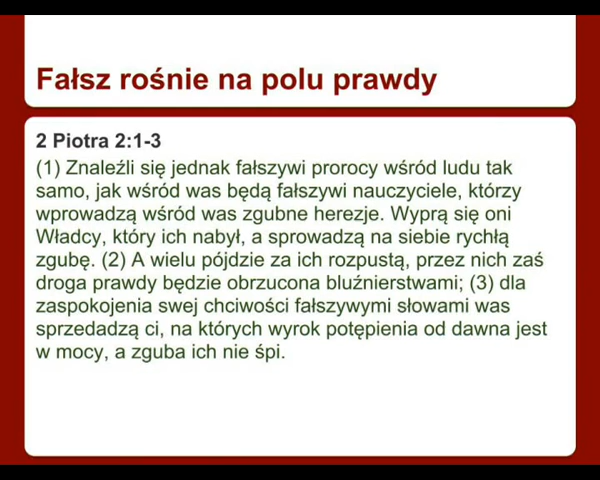 Fałsz rośnie na polu prawdy
2 Piotra 2:1-3
(1) Znaleźli się jednak fałszywi prorocy wśród ludu tak
samo, jak wśród was będą fałszywi nauczyciele, którzy
wprowadzą wśród was zgubne herezje. Wyprą się oni
Władcy, który ich nabył, a sprowadzą na siebie rychłą
zgubę. (2) A wielu pójdzie za ich rozpustą, przez nich zaś
droga prawdy będzie obrzucona bluźnierstwami; (3) dla
zaspokojenia swej chciwości fałszywymi słowami was
sprzedadzą ci, na których wyrok potępienia od dawna jest
w mocy, a zguba ich nie śpi.